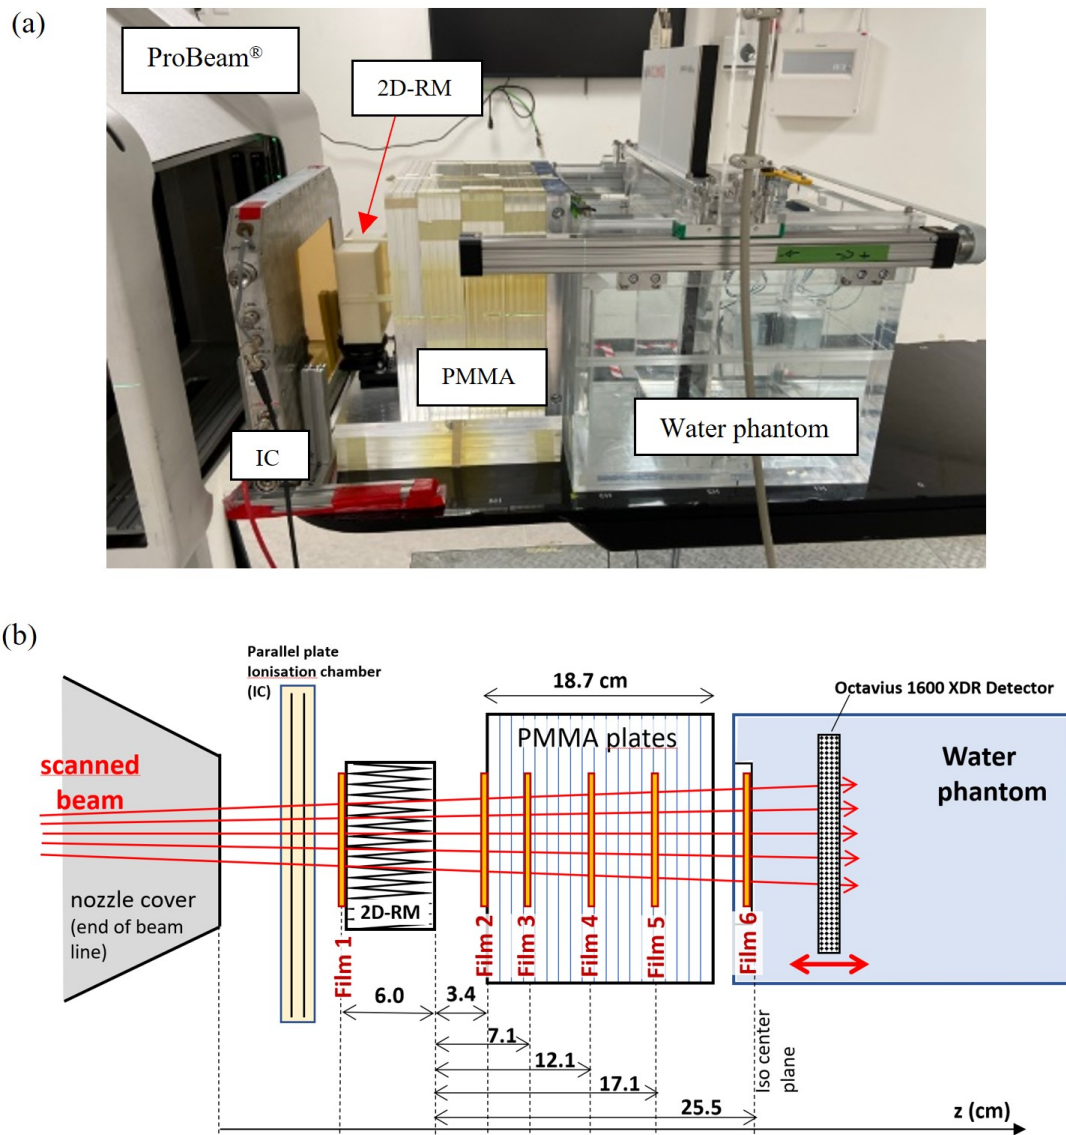 (a)
ProBeam®
2D-RM
PMMA
Water phantom
IC
(b)
Parallel plate
Ionisation chamber
(IC)
18.7 cm
Octavius 1600 XDR Detector
PMMA plates
Water
phantom
scanned
beam
nozzle cover
(end of beam
line)
2D-RM
Film 1
Film 2
Film 3
Film 4
Film 5
Film 6
6.0
3.4
7.1
12.1
17.1
25.5
Iso center
plane
z (cm)